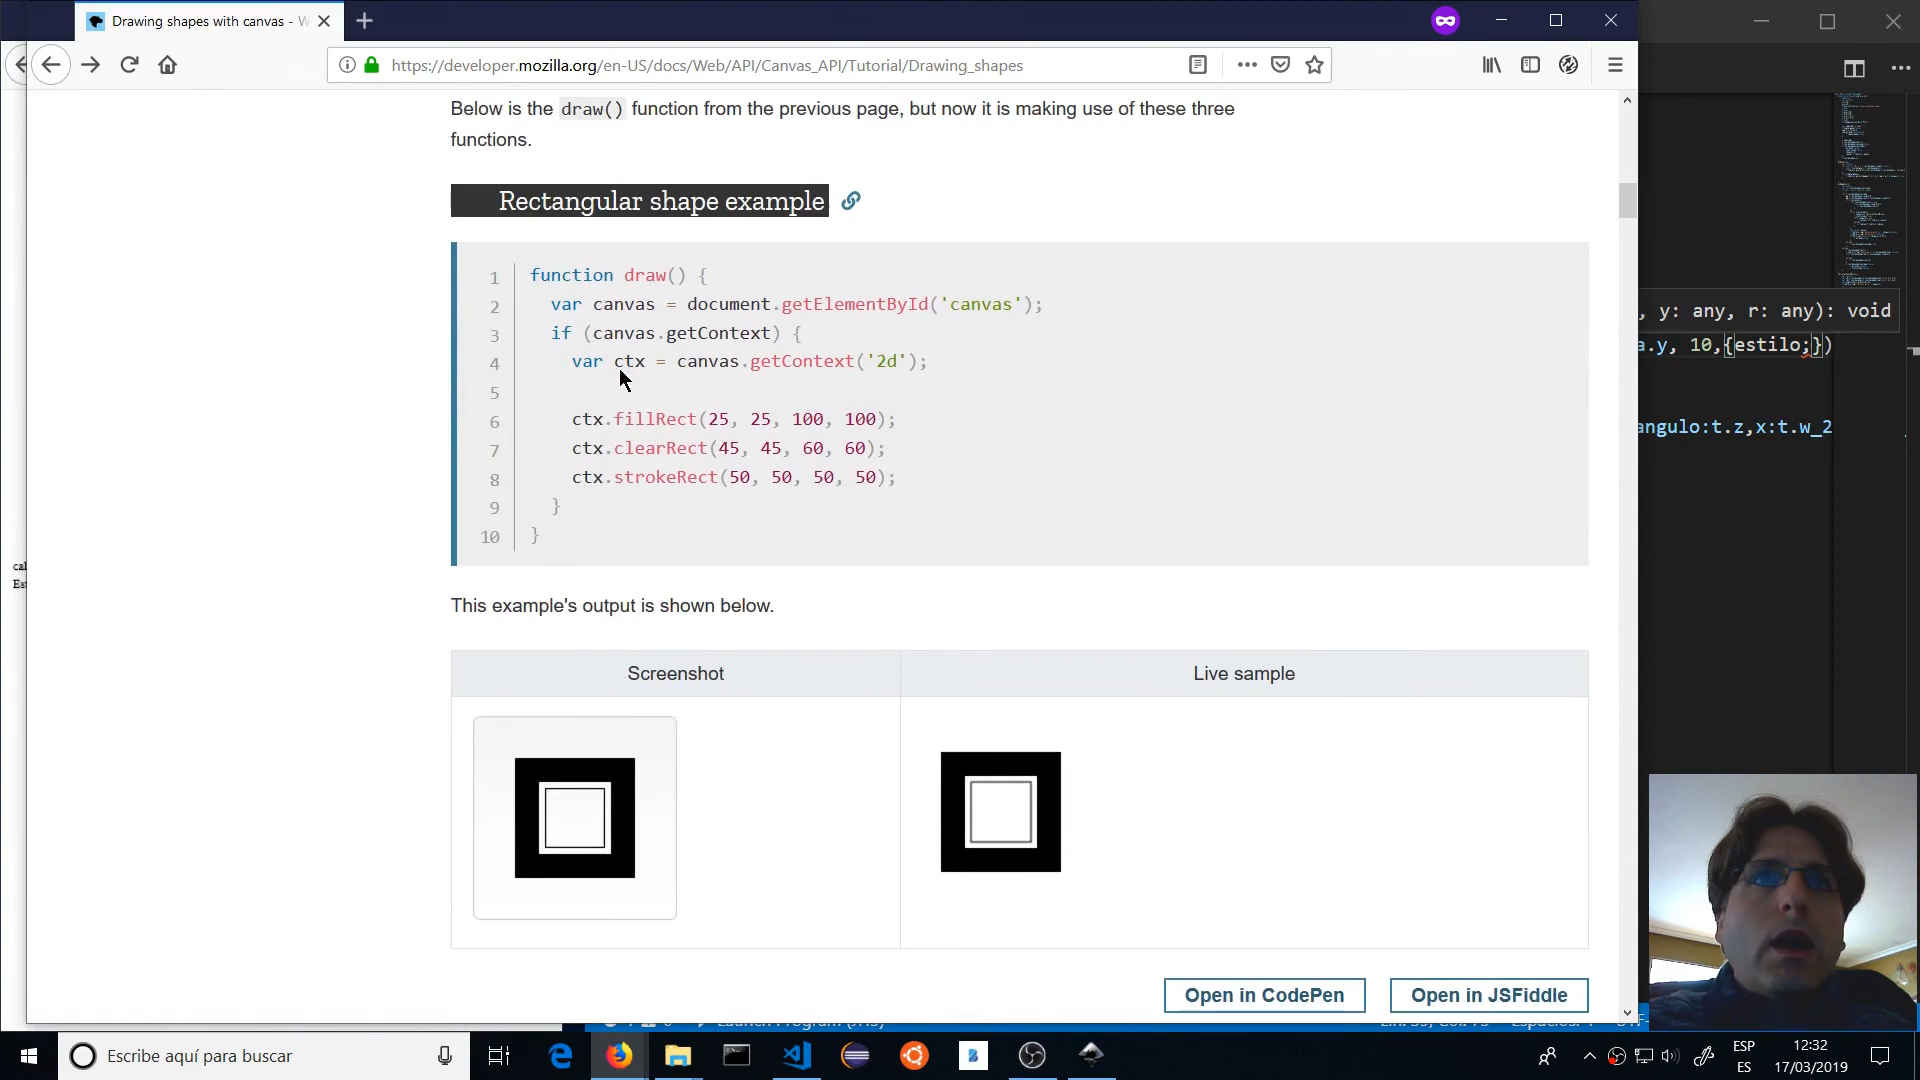 Drawing shapes with canvas - W
https://developer.mozilla.org/en-US/docs/Web/API/Canvas_API/Tutorial/Drawing_shapes
Below is the draw() function from the previous page, but now it is making use of these three
functions.
Rectangular shape example
1 function draw() {
2 var canvas = document.getElementById('canvas');
3 if (canvas.getContext) {
4 var ctx = canvas.getContext('2d');
5
6 ctx.fillRect(25, 25, 100, 100);
7 ctx.clearRect(45, 45, 60, 60);
8 ctx.strokeRect(50, 50, 50, 50);
9 }
10 }
This example's output is shown below.
Screenshot Live sample
Open in CodePen Open in JSFiddle
, y: any, r: any): void
a.y, 10,{estilo;})
angulo:t.z,x:t.w_2
cal
Es
Escribe aquí para buscar
ESP
ES
12:32
17/03/2019